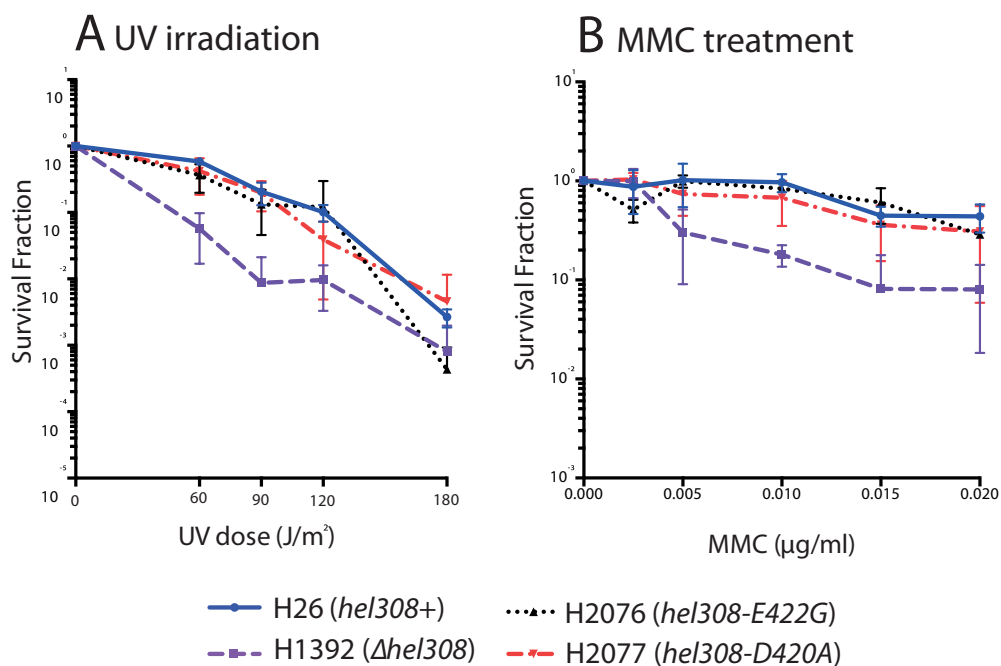 A UV irradiation
10 1
10 0
10 -1
10 -2
10 -3
10 -4
10 -5
Survival Fraction
0 60 90 120 180
UV dose (J/m²)
B MMC treatment
10¹
10⁰
10⁻¹
10⁻²
10⁻³
Survival Fraction
0.000 0.005 0.010 0.015 0.020
MMC (μg/ml)
H26 (hel308+)
H2076 (hel308-E422G)
H1392 (Δhel308)
H2077 (hel308-D420A)